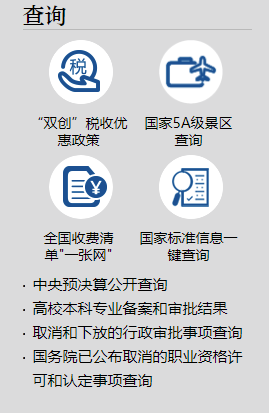 查询
税
“双创”税收优惠政策
国家5A级景区查询
¥
全国收费清单"一张网"
国家标准信息一键查询
· 中央预决算公开查询
· 高校本科专业备案和审批结果
· 取消和下放的行政审批事项查询
· 国务院已公布取消的职业资格许
可和认定事项查询